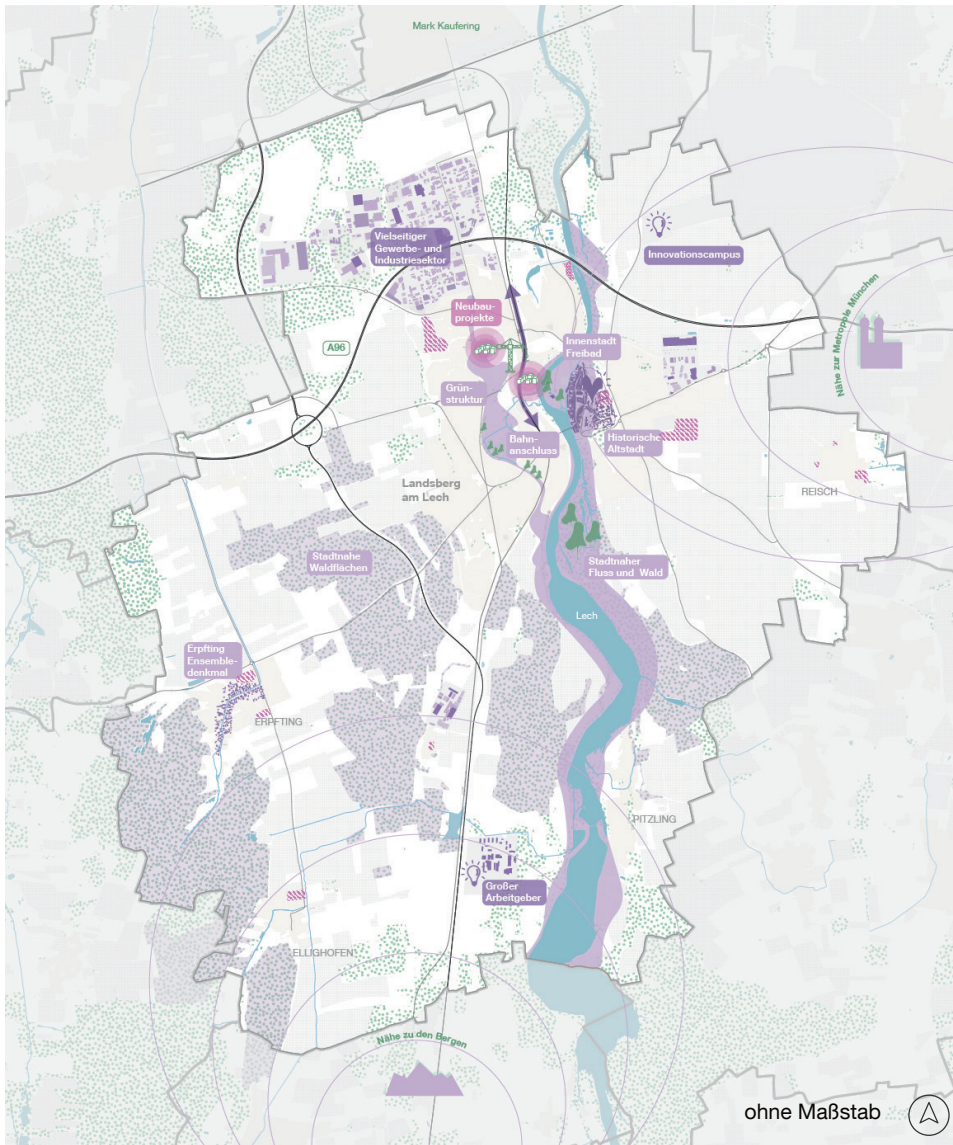 Mark Kaufering
Vielseitiger
Gewerbe- und
Industriesektor
Innovationscampus
Nähe zur Metropole München
Neubau-
projekte
A96
Innenstadt
Freibad
Grün-
struktur
Bahn-
anschluss
Historische
Altstadt
Landsberg
am Lech
REISCH
Stadtnahe
Waldflächen
Stadtnaher
Fluss und Wald
Lech
Erpfting
Ensemble-
denkmal
ERPFTING
PITZLING
Großer
Arbeitgeber
ELLIGHOFEN
Nähe zu den Bergen
ohne Maßstab